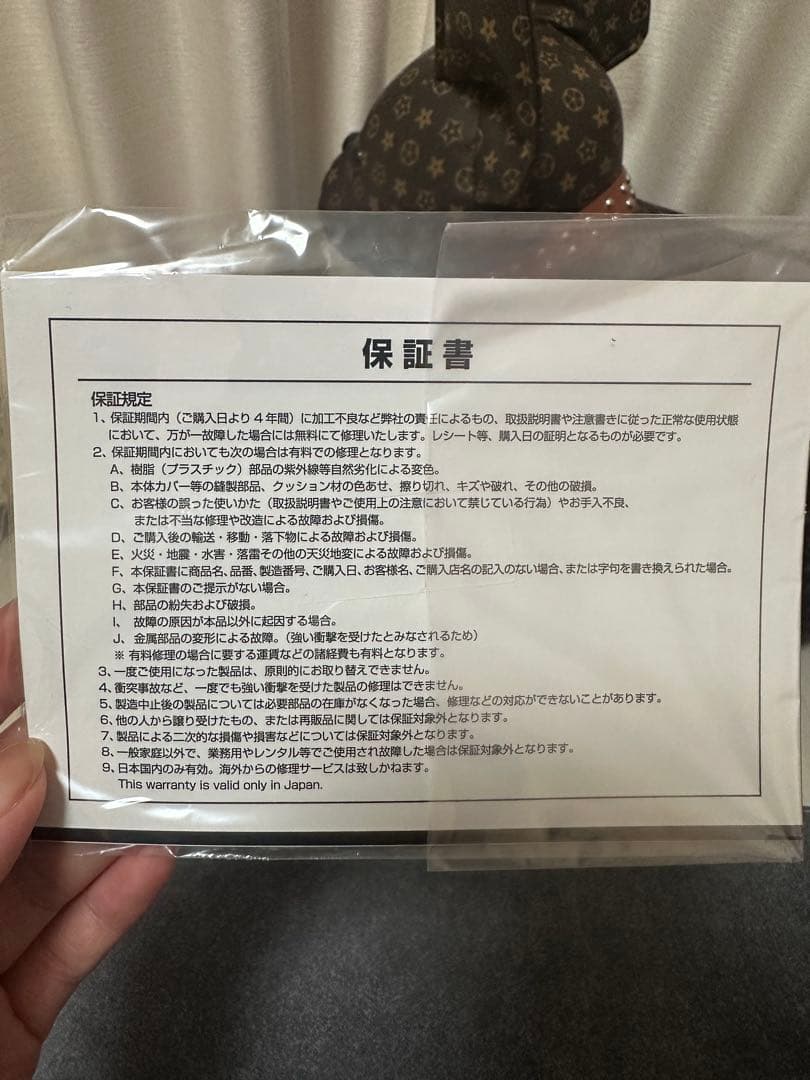 保証書
保証規定
1、保証期間内（ご購入日より４年間）に加工不良など弊社の責任によるもの、取扱説明書や注意書きに従った正常な使用状態
において、万が一故障した場合には無料にて修理いたします。レシート等、購入日の証明となるものが必要です。
2、保証期間内においても次の場合は有料での修理となります。
A、樹脂（プラスチック）部品の紫外線等自然劣化による変色。
B、本体カバー等の縫製部品、クッション材の色あせ、擦り切れ、キズや破れ、その他の破損。
C、お客様の誤った使いかた（取扱説明書やご使用上の注意において禁じている行為）やお手入不良、
または不当な修理や改造による故障および損傷。
D、ご購入後の輸送・移動・落下物による故障および損傷。
E、火災・地震・水害・落雷その他の天災地変による故障および損傷。
F、本保証書に商品名、品番、製造番号、ご購入日、お客様名、ご購入店名の記入のない場合、または字句を書き換えられた場合。
G、本保証書のご提示がない場合。
H、部品の紛失および破損。
I、故障の原因が本品以外に起因する場合。
J、金属部品の変形による故障。（強い衝撃を受けたとみなされるため）
※ 有料修理の場合に要する運賃などの諸経費も有料となります。
3、一度ご使用になった製品は、原則的にお取り替えできません。
4、衝突事故など、一度でも強い衝撃を受けた製品の修理はできません。
5、製造中止後の製品については必要部品の在庫がなくなった場合、修理などの対応ができないことがあります。
6、他の人から譲り受けたもの、または再販品に関しては保証対象外となります。
7、製品による二次的な損傷や損害などについては保証対象外となります。
8、一般家庭以外で、業務用やレンタル等でご使用され故障した場合は保証対象外となります。
9、日本国内のみ有効。海外からの修理サービスは致しかねます。
This warranty is valid only in Japan.